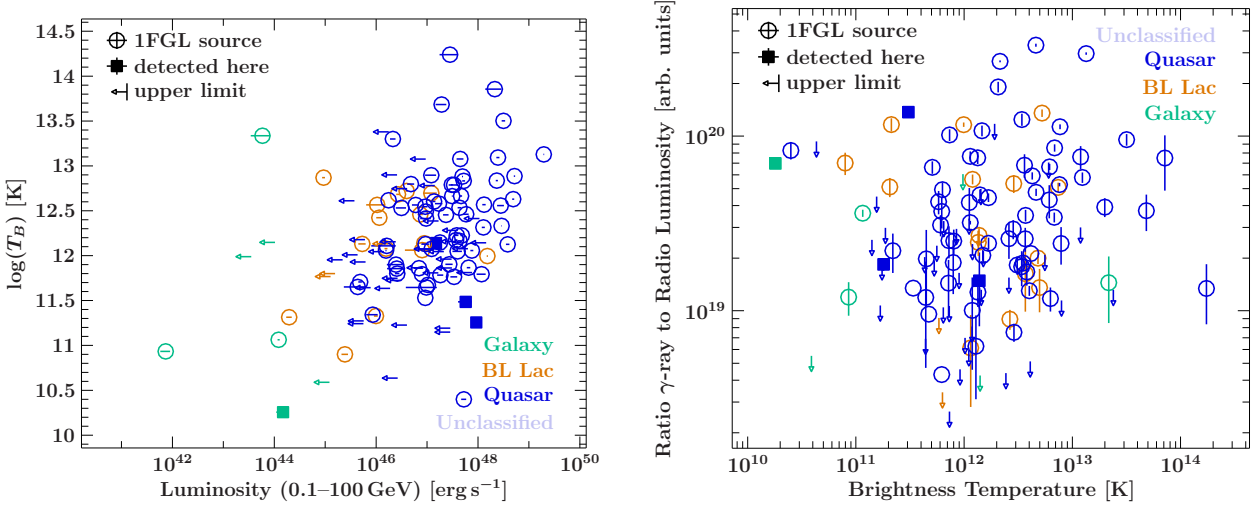 14.5
14
13.5
13
12.5
12
11.5
11
10.5
10
log(T_B) [K]
1FGL source
detected here
upper limit
Galaxy
BL Lac
Quasar
Unclassified
10^42
10^44
10^46
10^48
10^50
Luminosity (0.1–100 GeV) [erg s^−1]
Ratio γ-ray to Radio Luminosity [arb. units]
10^20
10^19
1FGL source
detected here
upper limit
Unclassified
Quasar
BL Lac
Galaxy
10^10
10^11
10^12
10^13
10^14
Brightness Temperature [K]